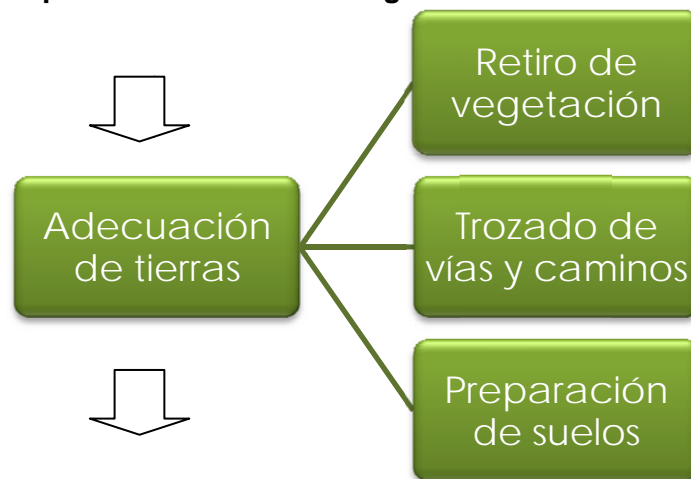 Retiro de
vegetación
Adecuación
de tierras
Trozado de
vías y caminos
Preparación
de suelos